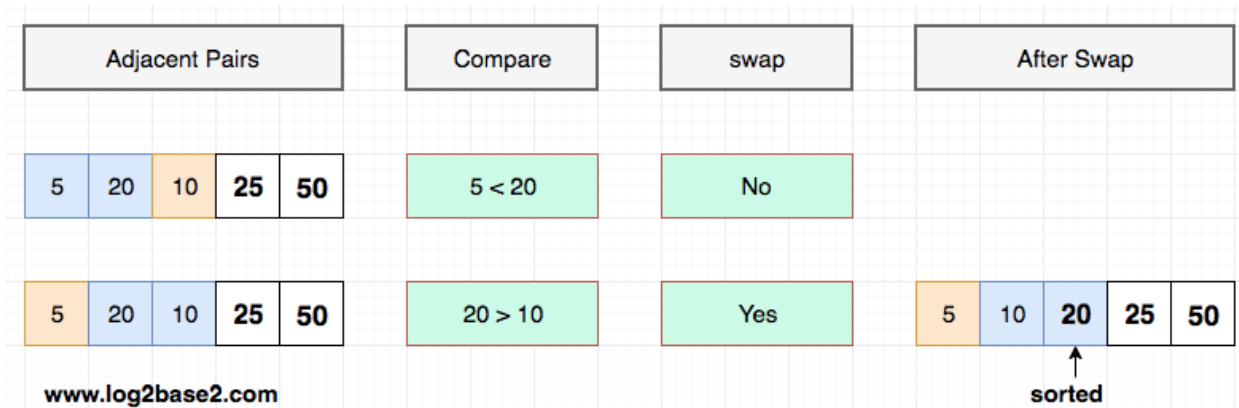 Adjacent Pairs Compare swap After Swap
5 20 10 25 50 5 < 20 No
5 20 10 25 50 20 > 10 Yes 5 10 20 25 50
www.log2base2.com sorted